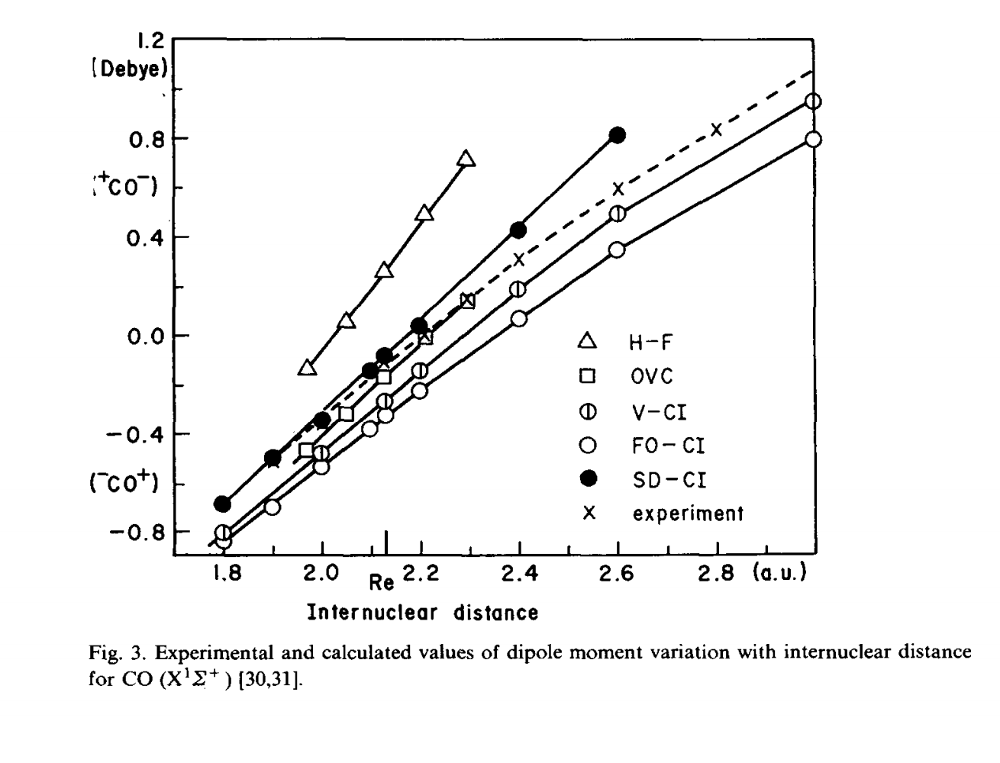 1.2
(Debye)
0.8
(⁺CO⁻)
0.4
0.0
−0.4
(⁻CO⁺)
−0.8
1.8 2.0 Re 2.2 2.4 2.6 2.8 (a.u.)
Internuclear distance
H−F
OVC
V−CI
FO−CI
SD−CI
experiment
Fig. 3. Experimental and calculated values of dipole moment variation with internuclear distance
for CO (X¹Σ⁺) [30,31].